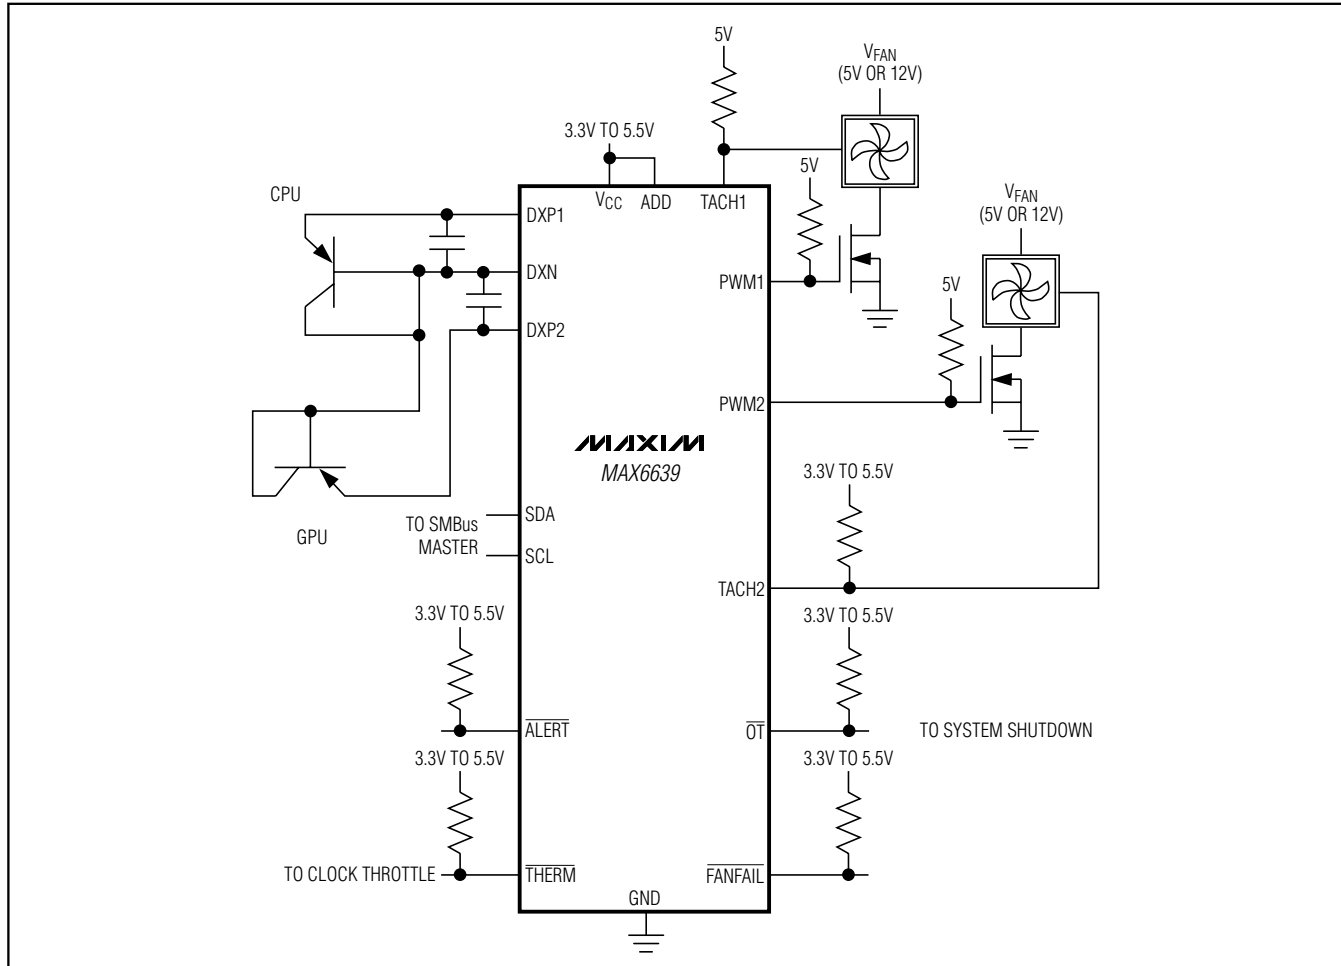 5V
VFAN
(5V OR 12V)
3.3V TO 5.5V
5V
CPU
VCC
ADD
TACH1
VFAN
(5V OR 12V)
DXP1
DXN
PWM1
5V
DXP2
PWM2
MAXIM
MAX6639
3.3V TO 5.5V
GPU
TO SMBus
MASTER
SDA
SCL
TACH2
3.3V TO 5.5V
3.3V TO 5.5V
ALERT
OT
TO SYSTEM SHUTDOWN
3.3V TO 5.5V
3.3V TO 5.5V
TO CLOCK THROTTLE
THERM
FANFAIL
GND